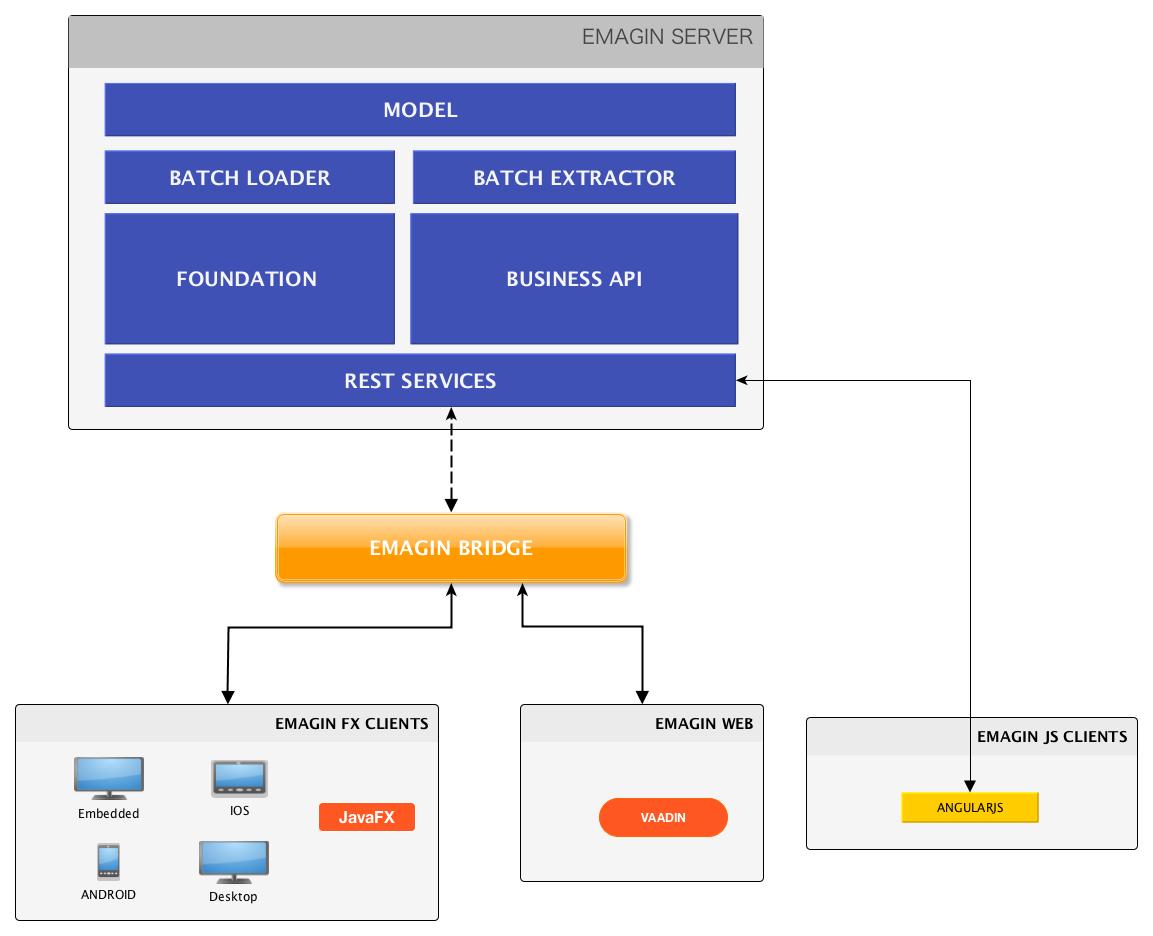 EMAGIN SERVER
MODEL
BATCH LOADER
BATCH EXTRACTOR
FOUNDATION
BUSINESS API
REST SERVICES
EMAGIN BRIDGE
EMAGIN FX CLIENTS
Embedded
IOS
JavaFX
ANDROID
Desktop
EMAGIN WEB
VAADIN
EMAGIN JS CLIENTS
ANGULARJS